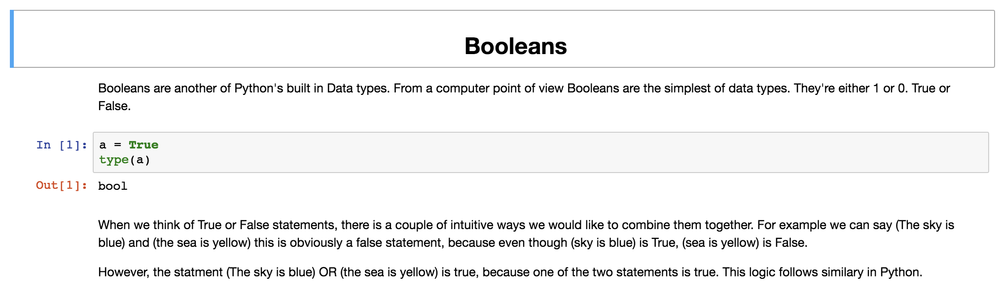 Booleans
Booleans are another of Python's built in Data types. From a computer point of view Booleans are the simplest of data types. They're either 1 or 0. True or
False.
In [1]: a = True
type(a)
Out[1]: bool
When we think of True or False statements, there is a couple of intuitive ways we would like to combine them together. For example we can say (The sky is
blue) and (the sea is yellow) this is obviously a false statement, because even though (sky is blue) is True, (sea is yellow) is False.
However, the statment (The sky is blue) OR (the sea is yellow) is true, because one of the two statements is true. This logic follows similary in Python.